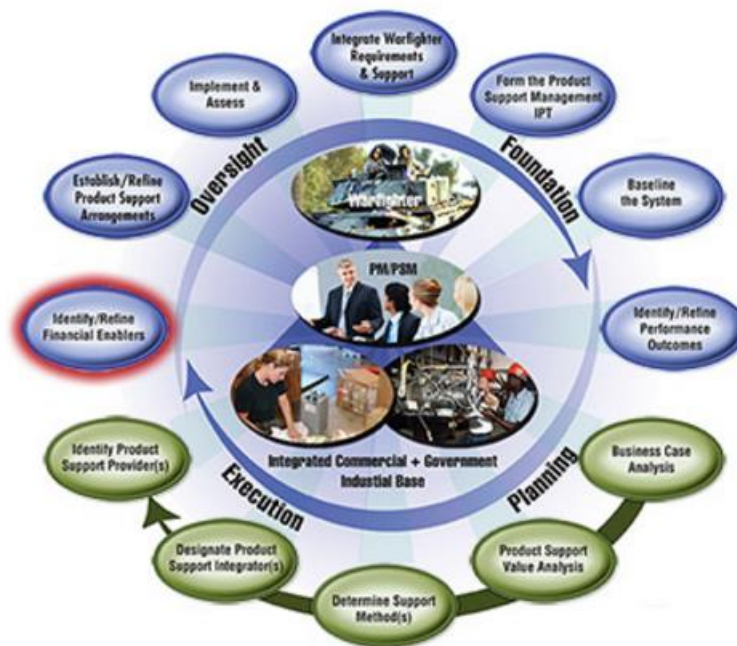 Integrate Warfighter
Requirements
& Support
Implement &
Assess
Form the Product
Support Management
IPT
Oversight
Foundation
Establish/Refine
Product Support
Arrangements
Warfighter
Baseline
the System
PM/PSM
Identify/Refine
Financial Enablers
Identify/Refine
Performance
Outcomes
Identify Product
Support Provider(s)
Integrated Commercial + Government
Industial Base
Business Case
Analysis
Execution
Planning
Designate Product
Support Integrator(s)
Product Support
Value Analysis
Determine Support
Method(s)